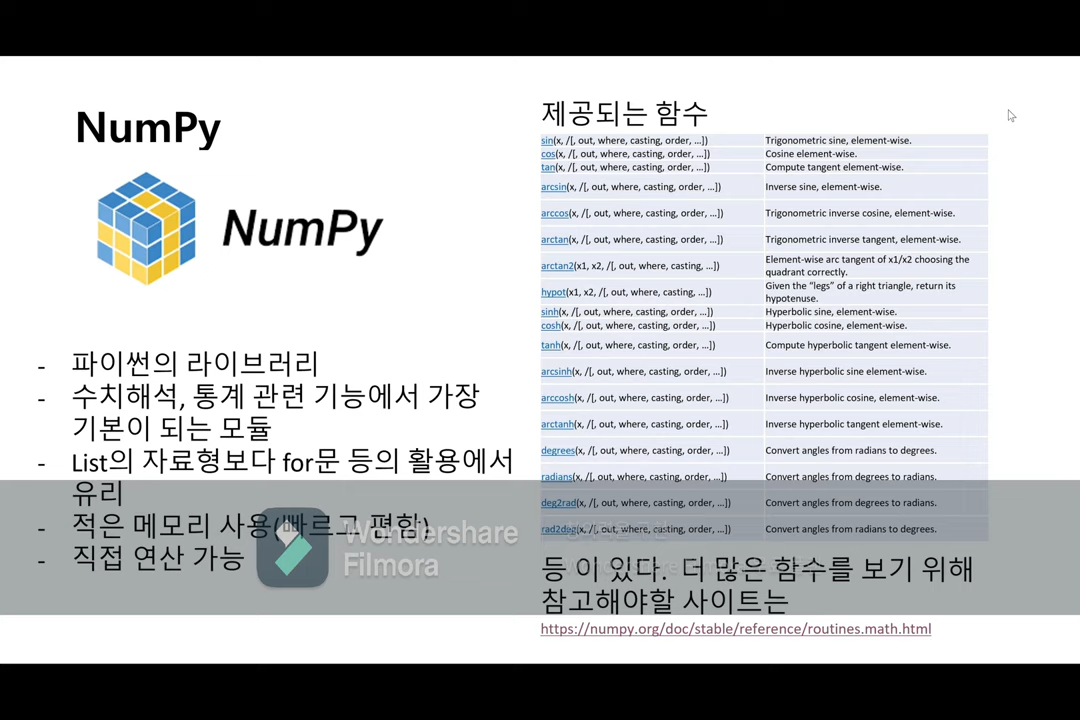 NumPy
NumPy
- 파이썬의 라이브러리
- 수치해석, 통계 관련 기능에서 가장
기본이 되는 모듈
- List의 자료형보다 for문 등의 활용에서
유리
- 적은 메모리 사용(빠르고 편함)
- 직접 연산 가능
제공되는 함수
sin(x, /[, out, where, casting, order, …]) Trigonometric sine, element-wise.
cos(x, /[, out, where, casting, order, …]) Cosine element-wise.
tan(x, /[, out, where, casting, order, …]) Compute tangent element-wise.
arcsin(x, /[, out, where, casting, order, …]) Inverse sine, element-wise.
arccos(x, /[, out, where, casting, order, …]) Trigonometric inverse cosine, element-wise.
arctan(x, /[, out, where, casting, order, …]) Trigonometric inverse tangent, element-wise.
arctan2(x1, x2, /[, out, where, casting, …]) Element-wise arc tangent of x1/x2 choosing the
quadrant correctly.
hypot(x1, x2, /[, out, where, casting, …]) Given the “legs” of a right triangle, return its
hypotenuse.
sinh(x, /[, out, where, casting, order, …]) Hyperbolic sine, element-wise.
cosh(x, /[, out, where, casting, order, …]) Hyperbolic cosine, element-wise.
tanh(x, /[, out, where, casting, order, …]) Compute hyperbolic tangent element-wise.
arcsinh(x, /[, out, where, casting, order, …]) Inverse hyperbolic sine element-wise.
arccosh(x, /[, out, where, casting, order, …]) Inverse hyperbolic cosine, element-wise.
arctanh(x, /[, out, where, casting, order, …]) Inverse hyperbolic tangent element-wise.
degrees(x, /[, out, where, casting, order, …]) Convert angles from radians to degrees.
radians(x, /[, out, where, casting, order, …]) Convert angles from degrees to radians.
deg2rad(x, /[, out, where, casting, order, …]) Convert angles from degrees to radians.
rad2deg(x, /[, out, where, casting, order, …]) Convert angles from radians to degrees.
등 이 있다. 더 많은 함수를 보기 위해
참고해야할 사이트는
https://numpy.org/doc/stable/reference/routines.math.html
Wondershare
Filmora